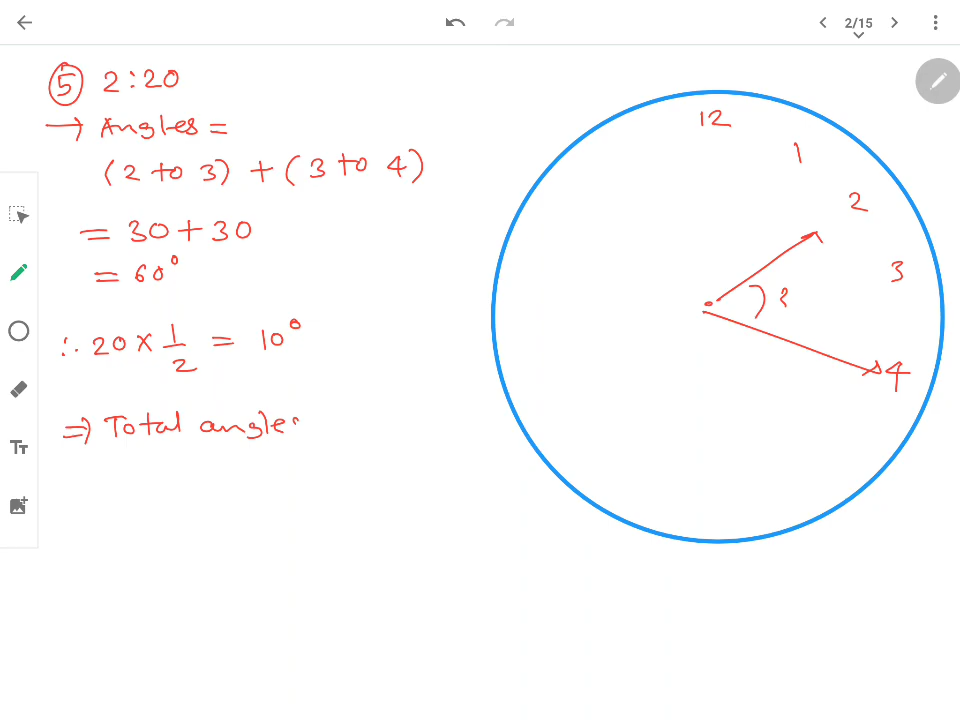 2/15
⑤ 2:20
→ Angles =
(2 to 3) + (3 to 4)
= 30 + 30
= 60°
∴ 20 × 1/2 = 10°
⇒ Total angle
12
1
2
3
?
4
Tт